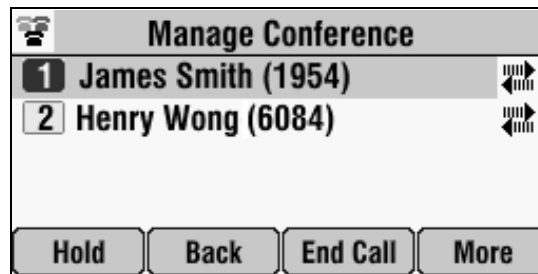 Manage Conference
1 James Smith (1954)
2 Henry Wong (6084)
Hold Back End Call More